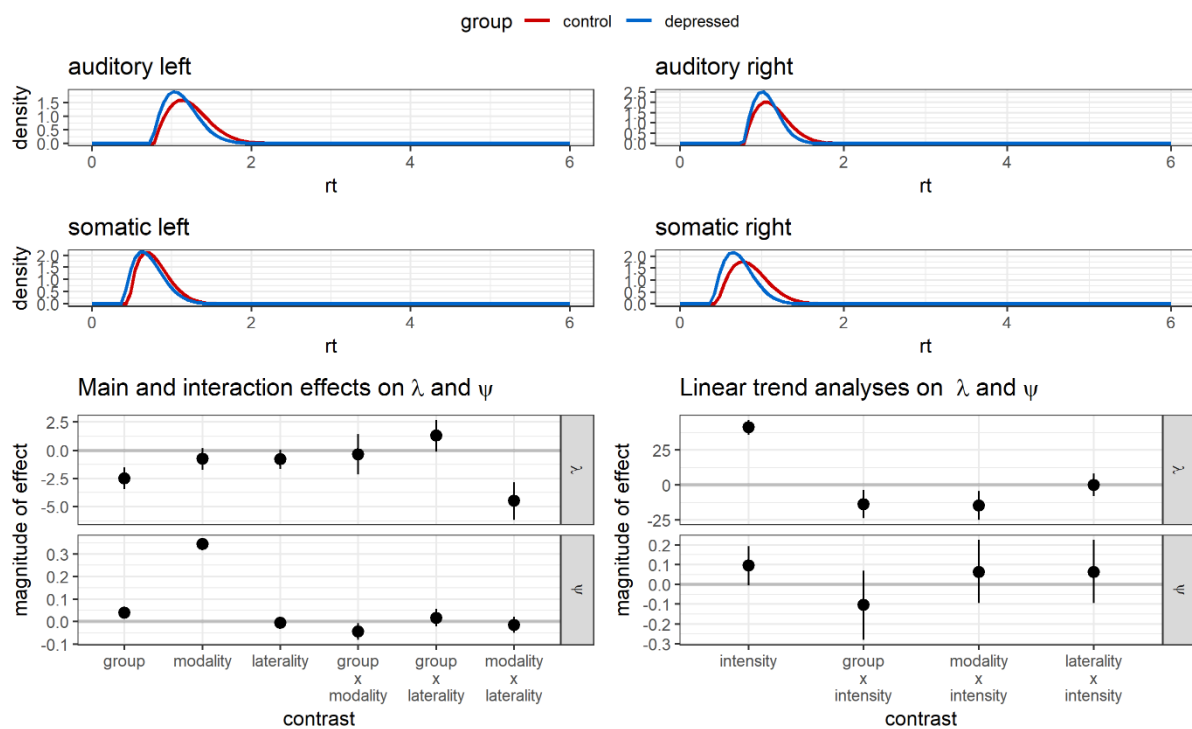 group control depressed
auditory left
auditory right
density
1.5
1.0
0.5
0.0
0 2 4 6
rt
2.5
2.0
1.5
1.0
0.5
0.0
0 2 4 6
rt
somatic left
somatic right
density
2.0
1.5
1.0
0.5
0.0
0 2 4 6
rt
2.0
1.5
1.0
0.5
0.0
0 2 4 6
rt
Main and interaction effects on λ and ψ
magnitude of effect
2.5
0.0
-2.5
-5.0
λ
0.3
0.2
0.1
0.0
-0.1
ψ
group modality laterality group group modality
x x x
modality laterality laterality
contrast
Linear trend analyses on λ and ψ
magnitude of effect
25
0
-25
λ
0.2
0.1
0.0
-0.1
-0.2
-0.3
ψ
intensity group modality laterality
x x x
intensity intensity intensity
contrast